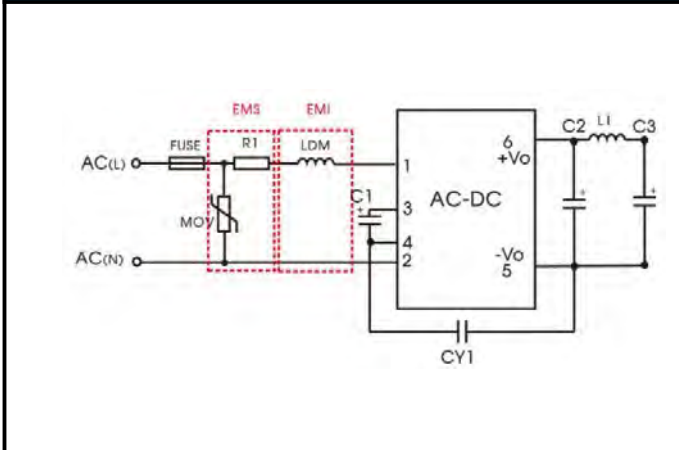 EMS
EMI
FUSE
R1
LDM
C2
L1
C3
6
+Vo
AC(L)
1
AC-DC
C1
+
3
+
+
MOV
4
-Vo
AC(N)
2
5
CY1